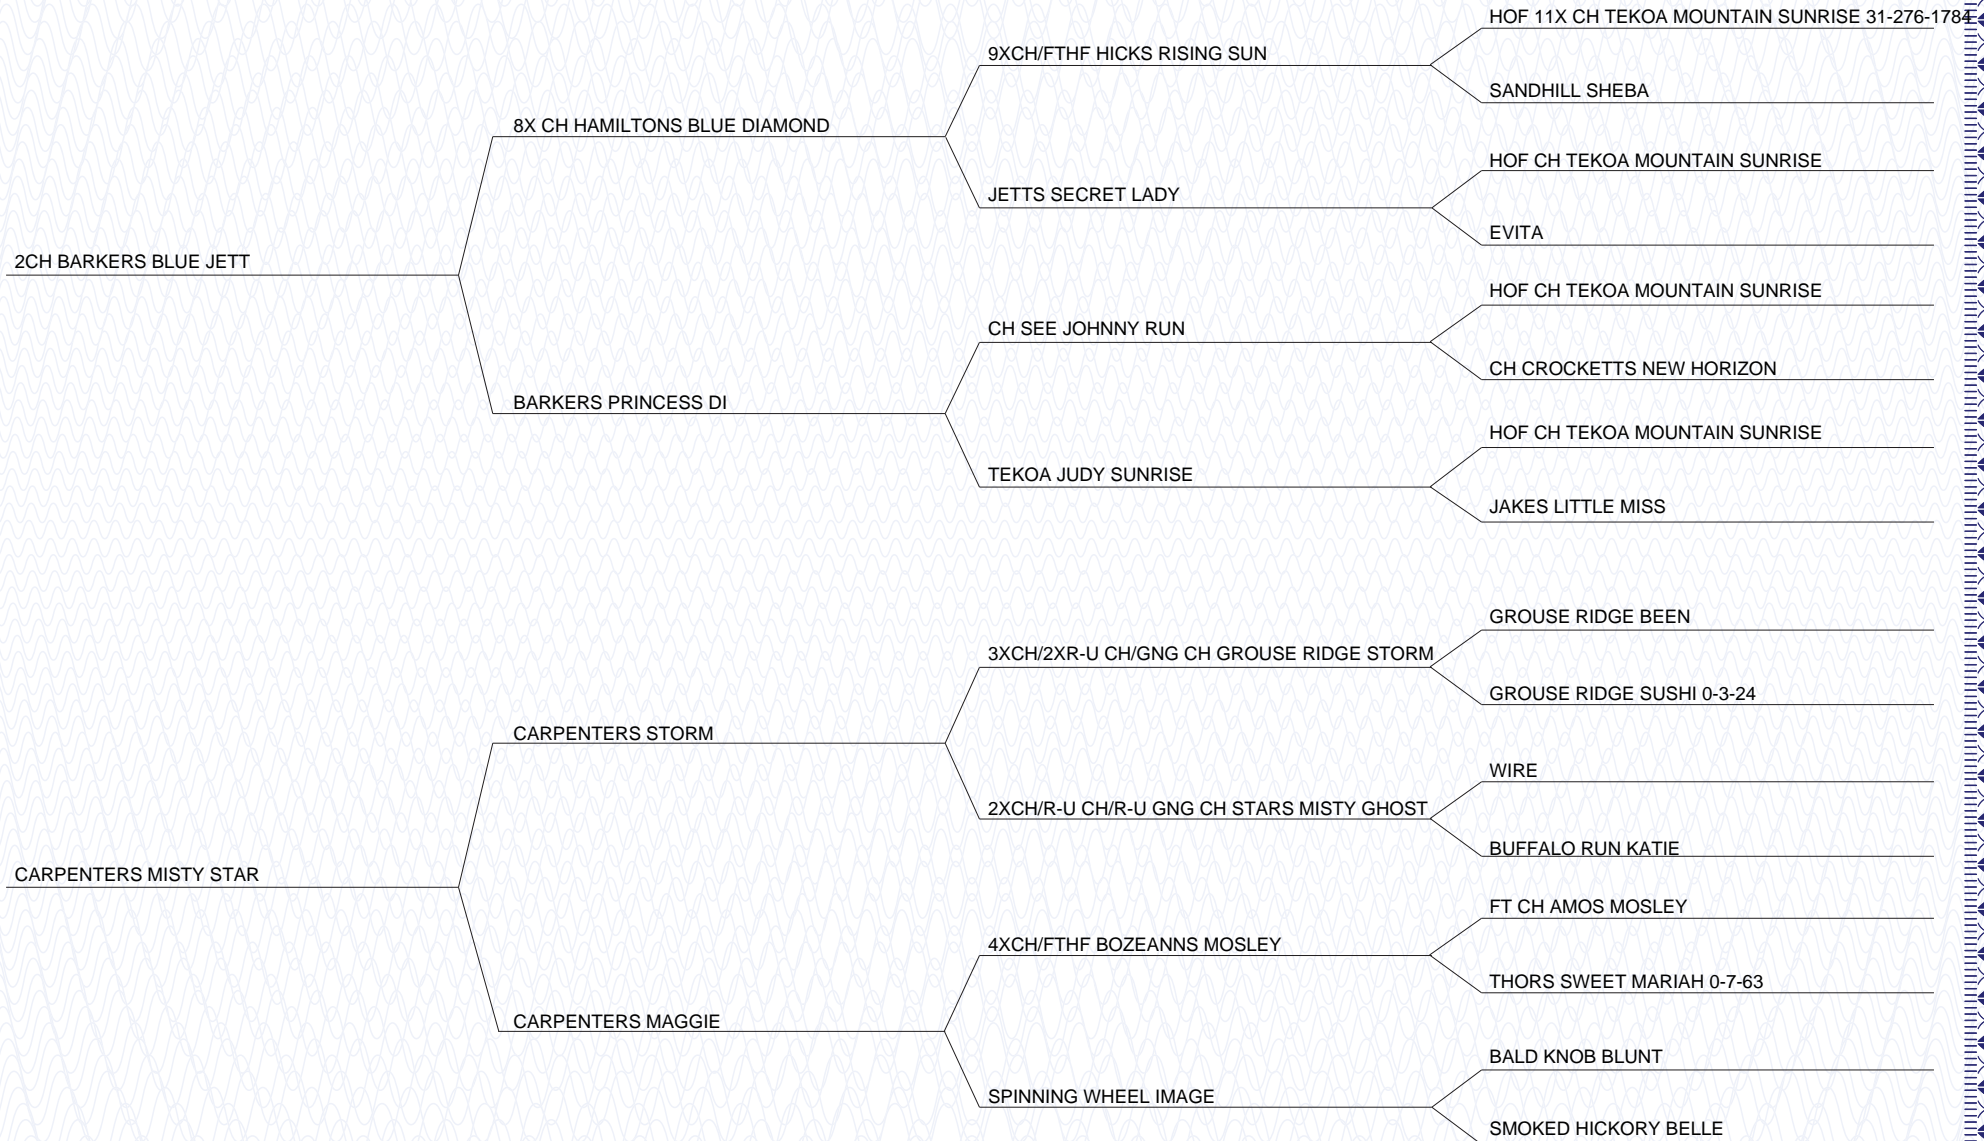 HOF 11X CH TEKOA MOUNTAIN SUNRISE 31-276-1784
9XCH/FTHF HICKS RISING SUN
SANDHILL SHEBA
8X CH HAMILTONS BLUE DIAMOND
HOF CH TEKOA MOUNTAIN SUNRISE
JETTS SECRET LADY
EVITA
2CH BARKERS BLUE JETT
HOF CH TEKOA MOUNTAIN SUNRISE
CH SEE JOHNNY RUN
CH CROCKETTS NEW HORIZON
BARKERS PRINCESS DI
HOF CH TEKOA MOUNTAIN SUNRISE
TEKOA JUDY SUNRISE
JAKES LITTLE MISS
GROUSE RIDGE BEEN
3XCH/2XR-U CH/GNG CH GROUSE RIDGE STORM
GROUSE RIDGE SUSHI 0-3-24
CARPENTERS STORM
WIRE
2XCH/R-U CH/R-U GNG CH STARS MISTY GHOST
BUFFALO RUN KATIE
CARPENTERS MISTY STAR
FT CH AMOS MOSLEY
4XCH/FTHF BOZEANNS MOSLEY
THORS SWEET MARIAH 0-7-63
CARPENTERS MAGGIE
BALD KNOB BLUNT
SPINNING WHEEL IMAGE
SMOKED HICKORY BELLE